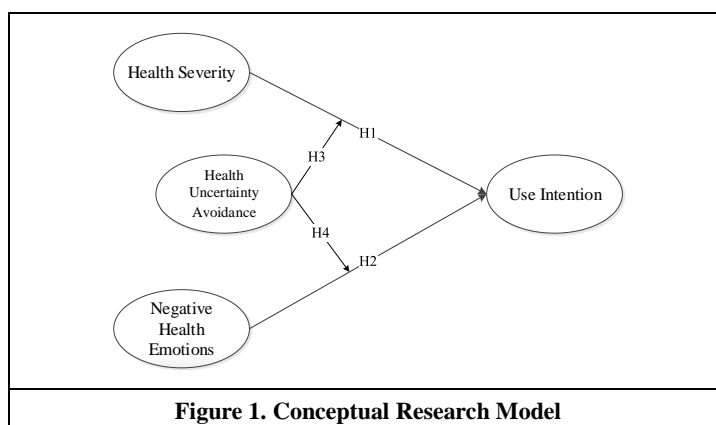 Health Severity
H1
H3
Health
Uncertainty
Avoidance
Use Intention
H4
H2
Negative
Health
Emotions
Figure 1. Conceptual Research Model